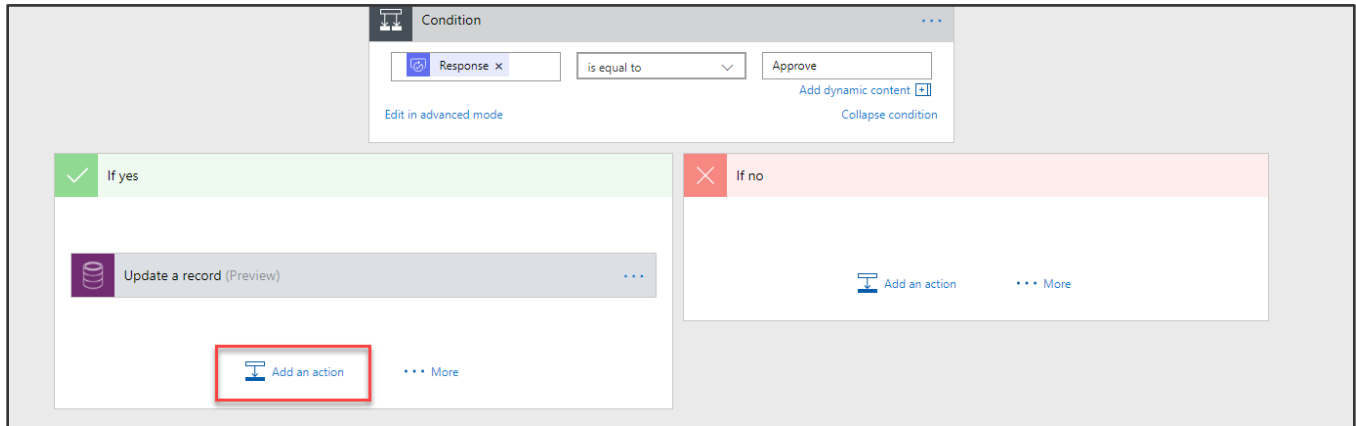 Condition
Response ×
is equal to
Approve
Add dynamic content
Edit in advanced mode
Collapse condition
If yes
If no
Update a record (Preview)
Add an action
More
Add an action
More